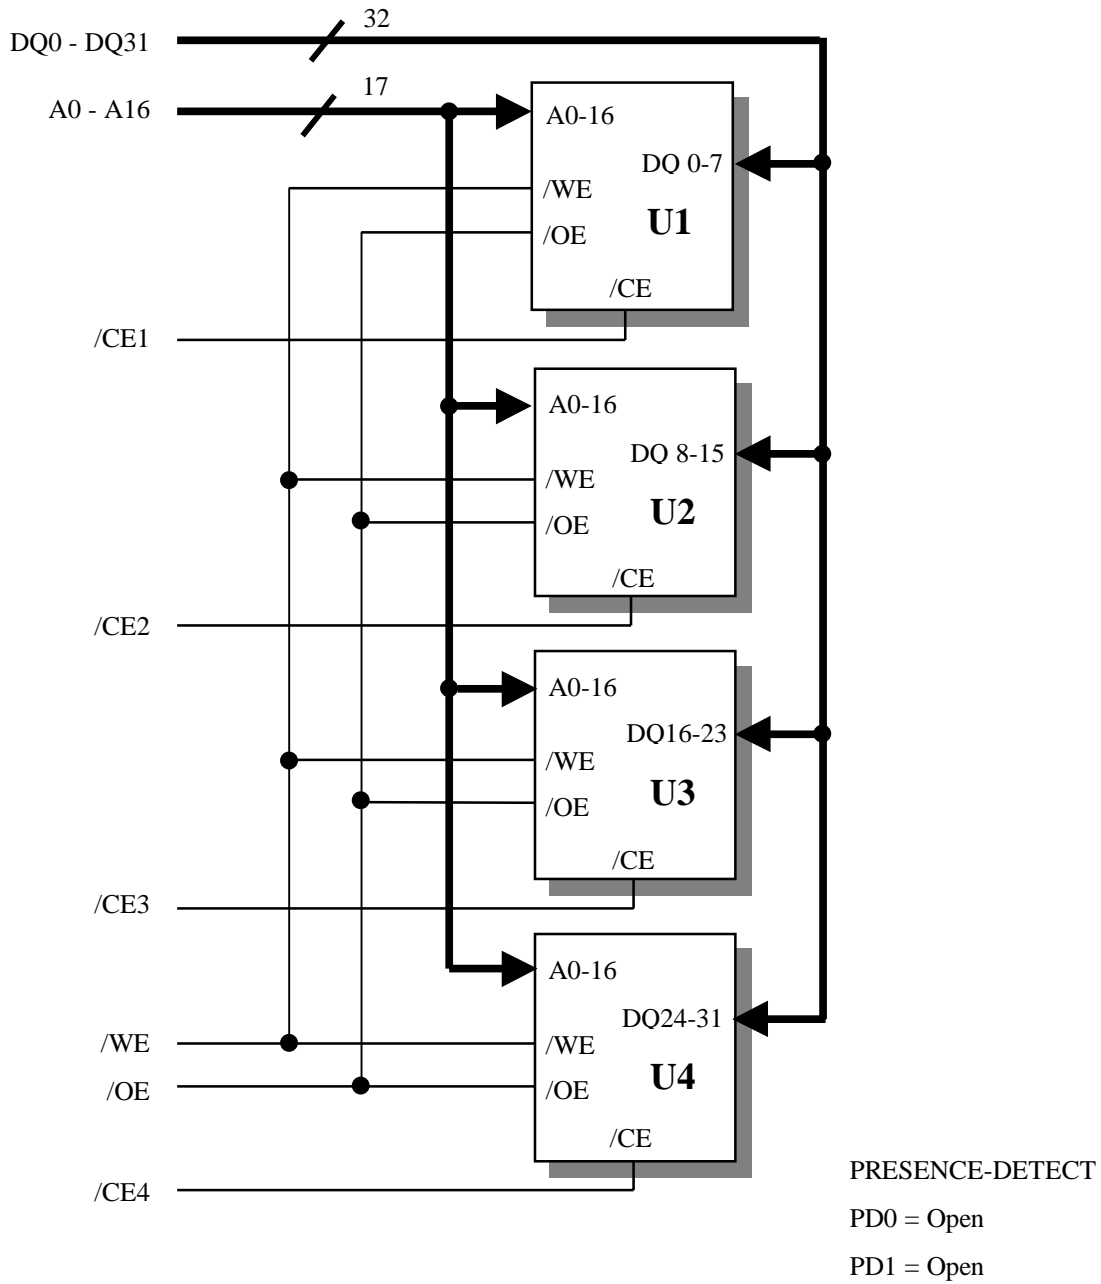 32
DQ0 - DQ31
17
A0 - A16
A0-16
DQ 0-7
/WE
U1
/OE
/CE
/CE1
A0-16
DQ 8-15
/WE
U2
/OE
/CE
/CE2
A0-16
DQ16-23
/WE
U3
/OE
/CE
/CE3
A0-16
DQ24-31
/WE
/WE
U4
/OE
/OE
/CE
/CE4
PRESENCE-DETECT
PD0 = Open
PD1 = Open